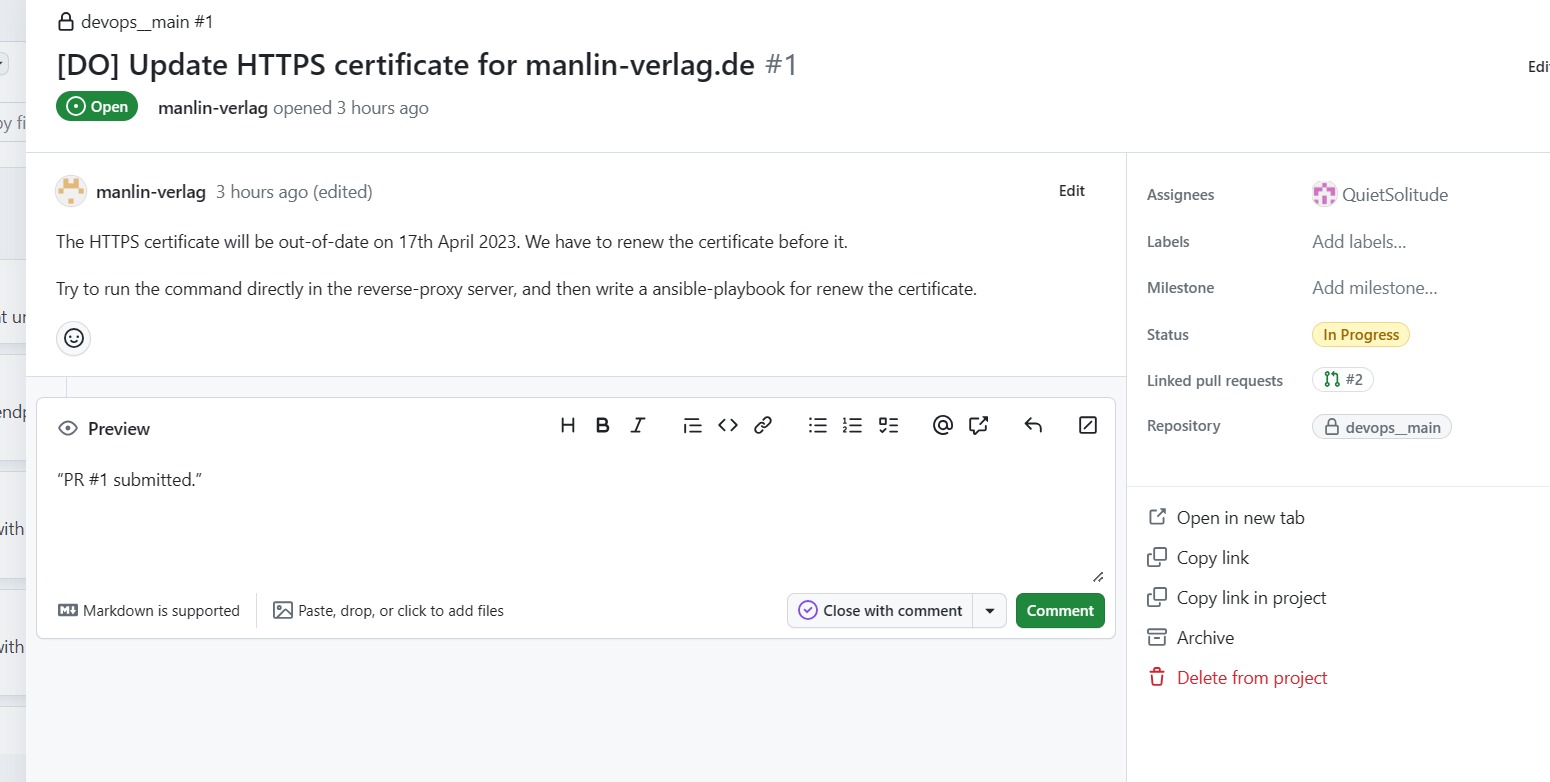 devops__main #1
[DO] Update HTTPS certificate for manlin-verlag.de #1
Edi
Open
manlin-verlag opened 3 hours ago
by fi
manlin-verlag 3 hours ago (edited)
Edit
The HTTPS certificate will be out-of-date on 17th April 2023. We have to renew the certificate before it.
Try to run the command directly in the reverse-proxy server, and then write a ansible-playbook for renew the certificate.
Assignees QuietSolitude
Labels Add labels...
Milestone Add milestone...
Status In Progress
Linked pull requests #2
Repository devops__main
Preview
H B I
“PR #1 submitted.”
Markdown is supported
Paste, drop, or click to add files
Close with comment
Comment
Open in new tab
Copy link
Copy link in project
Archive
Delete from project
with
with